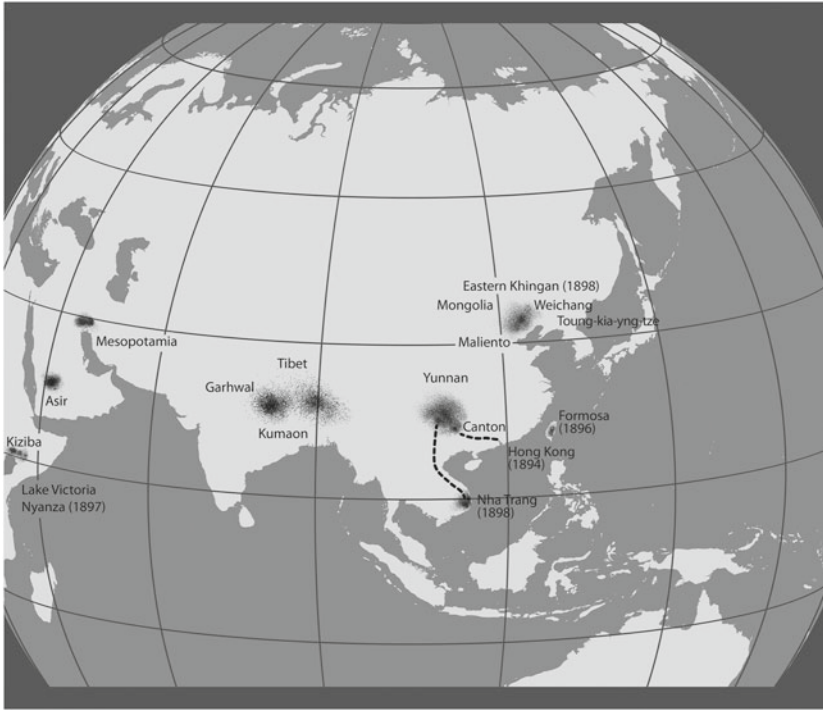 Eastern Khingan (1898)
Mongolia
Weichang
Toung-kia-yng-tze
Maliento
Mesopotamia
Tibet
Yunnan
Garhwal
Asir
Kumaon
Canton
Formosa
(1896)
Kiziba
Hong Kong
(1894)
Lake Victoria
Nyanza (1897)
Nha Trang
(1898)